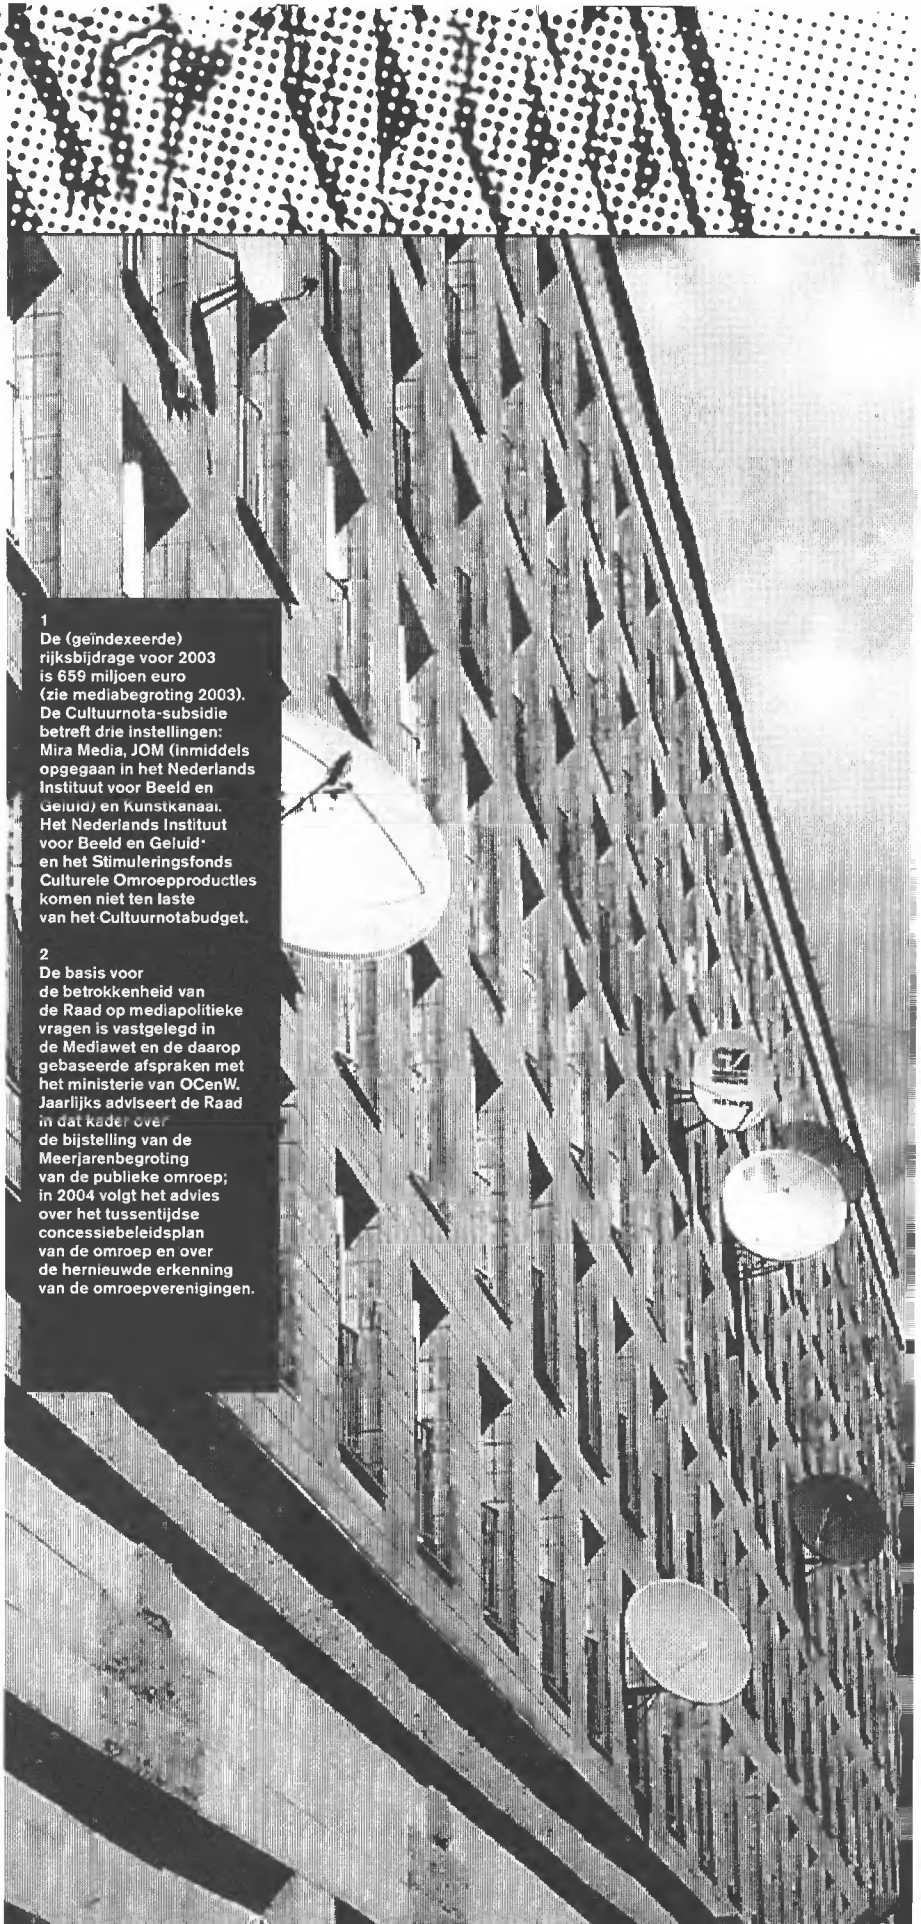 1
De (geïndexeerde)
rijksbijdrage voor 2003
is 659 miljoen euro
(zie mediabegroting 2003).
De Cultuurnota-subsidie
betreft drie instellingen:
Mira Media, JOM (inmiddels
opgegaan in het Nederlands
Instituut voor Beeld en
Geluid) en Kunstkanaal.
Het Nederlands Instituut
voor Beeld en Geluid
en het Stimuleringsfonds
Culturele Omroepproducties
komen niet ten laste
van het Cultuurnotabudget.
2
De basis voor
de betrokkenheid van
de Raad op mediapolitieke
vragen is vastgelegd in
de Mediawet en de daarop
gebaseerde afspraken met
het ministerie van OCenW.
Jaarlijks adviseert de Raad
in dat kader over
de bijstelling van de
Meerjarenbegroting
van de publieke omroep;
in 2004 volgt het advies
over het tussentijdse
concessiebeleidsplan
van de omroep en over
de hernieuwde erkenning
van de omroepverenigingen.